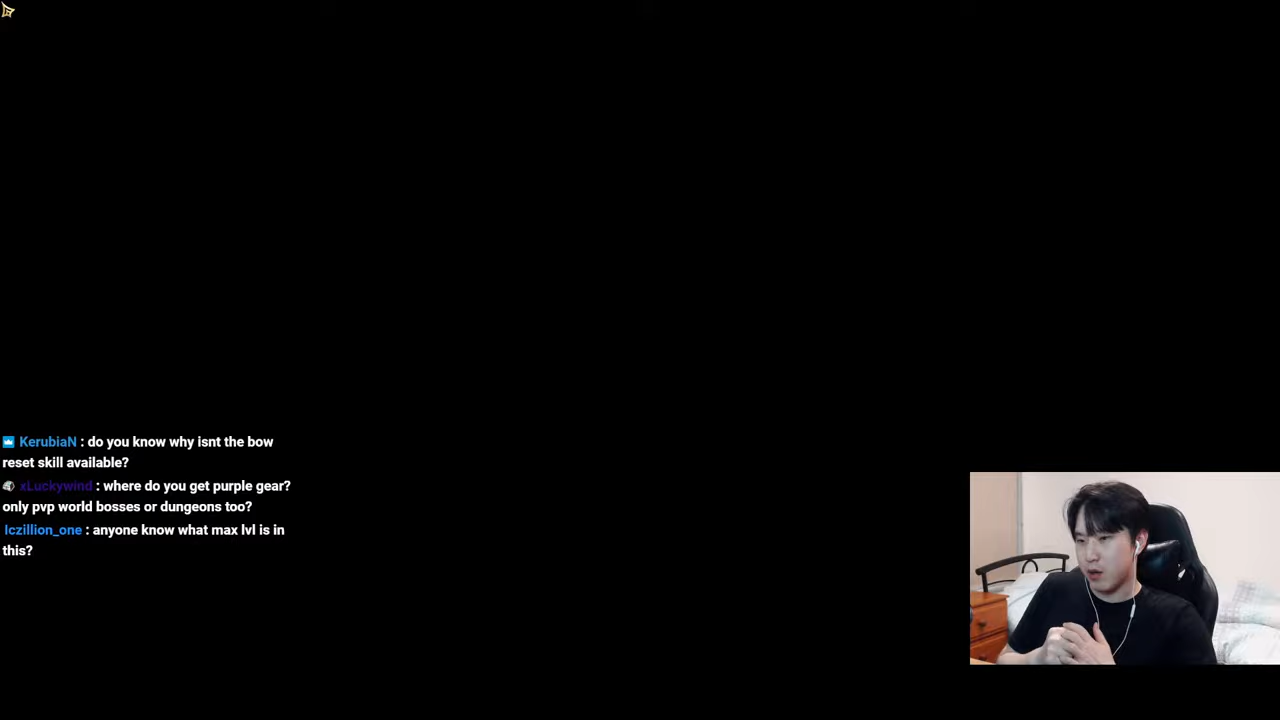 KerubiaN : do you know why isnt the bow
reset skill available?
xLuckywind : where do you get purple gear?
only pvp world bosses or dungeons too?
lczillion_one : anyone know what max lvl is in
this?